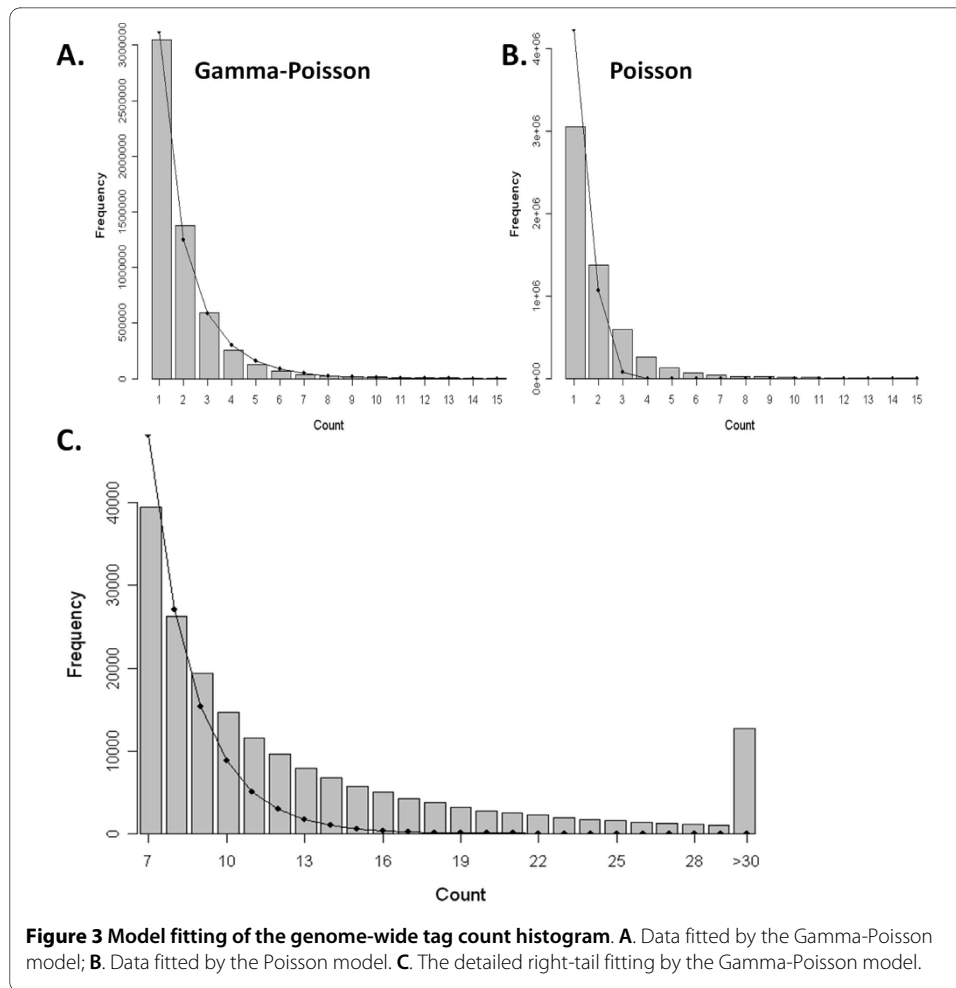 A.
Gamma-Poisson
Frequency
3000000
2500000
2000000
1500000
1000000
500000
0
1 2 3 4 5 6 7 8 9 10 11 12 13 14 15
Count
B.
Poisson
Frequency
4e+06
3e+06
2e+06
1e+06
0e+00
1 2 3 4 5 6 7 8 9 10 11 12 13 14 15
Count
C.
Frequency
40000
30000
20000
10000
0
7 10 13 16 19 22 25 28 >30
Count
Figure 3 Model fitting of the genome-wide tag count histogram. A. Data fitted by the Gamma-Poisson
model; B. Data fitted by the Poisson model. C. The detailed right-tail fitting by the Gamma-Poisson model.